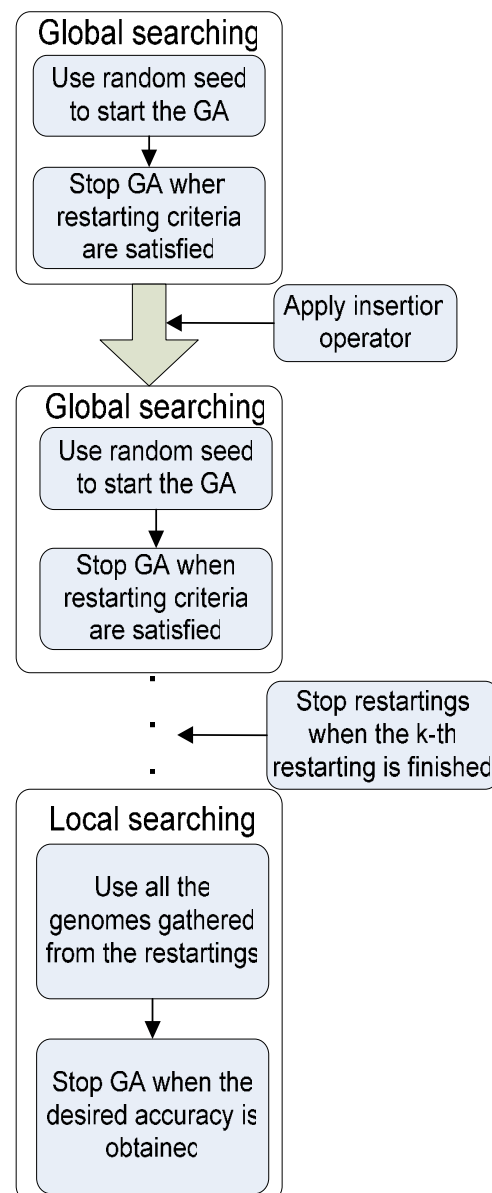 Global searching
Use random seed
to start the GA
Stop GA when
restarting criteria
are satisfied
Apply insertion
operator
Global searching
Use random seed
to start the GA
Stop GA when
restarting criteria
are satisfied
Stop restartings
when the k-th
restarting is finished
Local searching
Use all the
genomes gathered
from the restartings
Stop GA when the
desired accuracy is
obtained